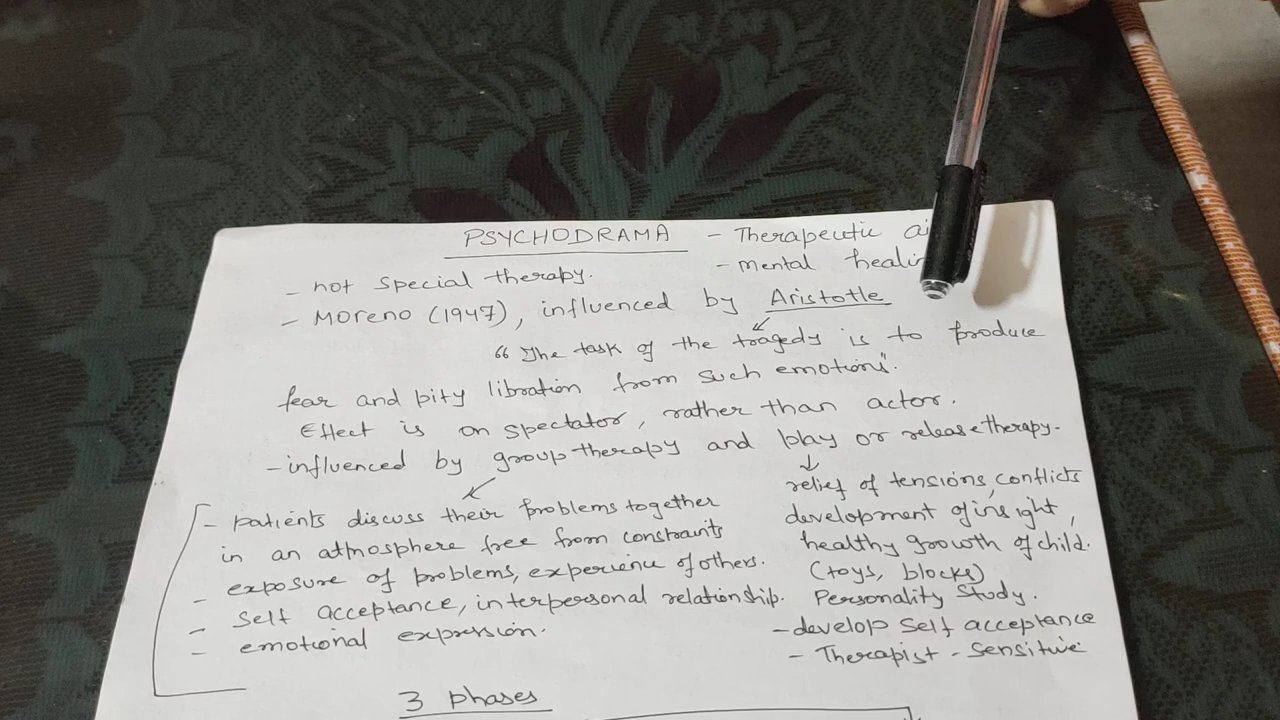 PSYCHODRAMA - Therapeutic
- mental
- not special therapy.
- Moreno (1947), influenced by Aristotle
"The task of the tragedy is to produce
fear and pity libration from such emotions".
Effect is on spectator, rather than actor.
- influenced by group therapy and play or release therapy.
- patients discuss their problems together
in an atmosphere free from constraints
- exposure of problems, experience of others.
- self acceptance, interpersonal relationship.
- emotional expression.
relief of tensions, conflicts
development of insight,
healthy growth of child.
(toys, blocks)
Personality Study.
- develop self acceptance
- Therapist - sensitive
3 phases